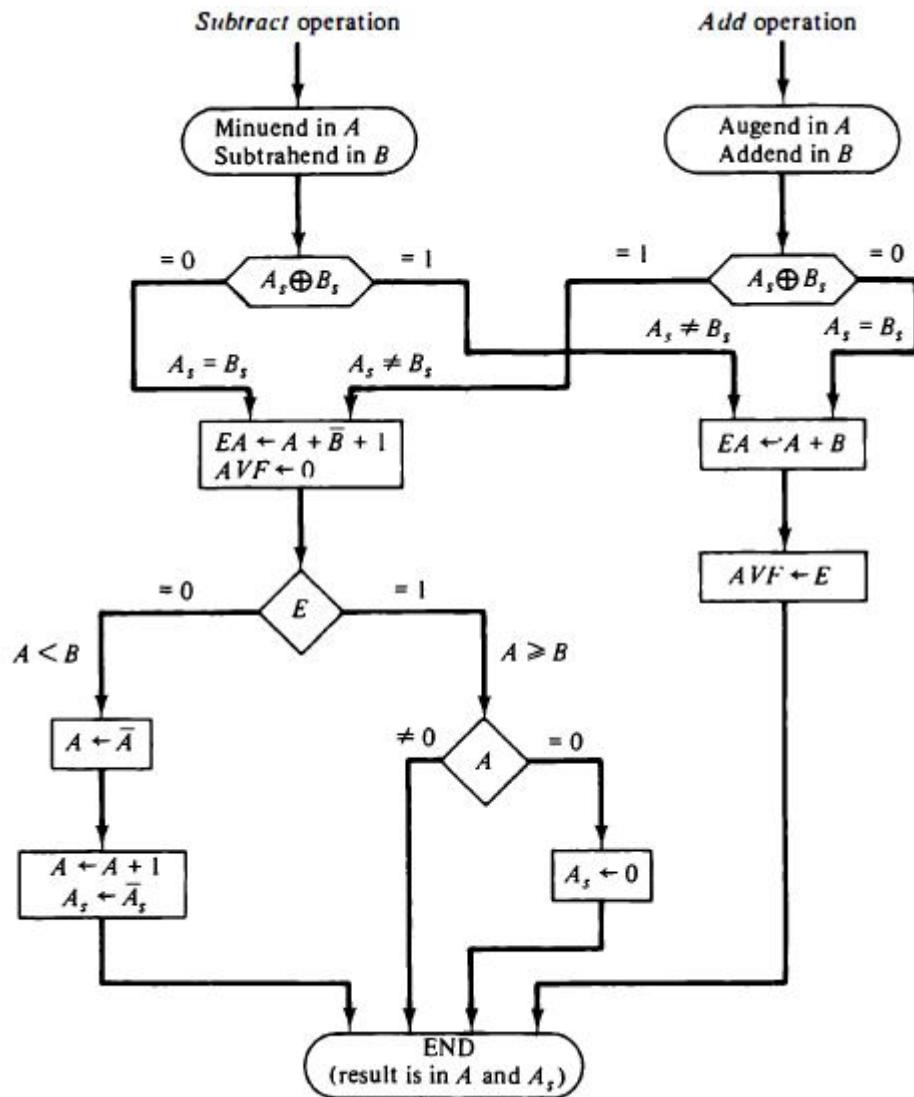 Subtract operation
Add operation
Minuend in A
Subtrahend in B
Augend in A
Addend in B
= 0
A_s ⊕ B_s
= 1
= 1
A_s ⊕ B_s
= 0
A_s ≠ B_s
A_s = B_s
A_s = B_s
A_s ≠ B_s
EA ← A + B̅ + 1
AVF ← 0
EA ← A + B
AVF ← E
= 0
E
= 1
A < B
A ⩾ B
≠ 0
A
= 0
A ← A̅
A ← A + 1
A_s ← A̅_s
A_s ← 0
END
(result is in A and A_s)